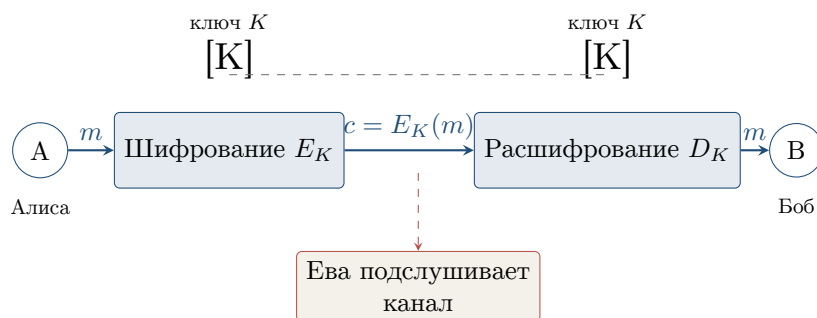 ключ K ключ K
[K] [K]
A m Шифрование E_K c = E_K(m) Расшифрование D_K m B
Алиса Боб
Ева подслушивает
канал